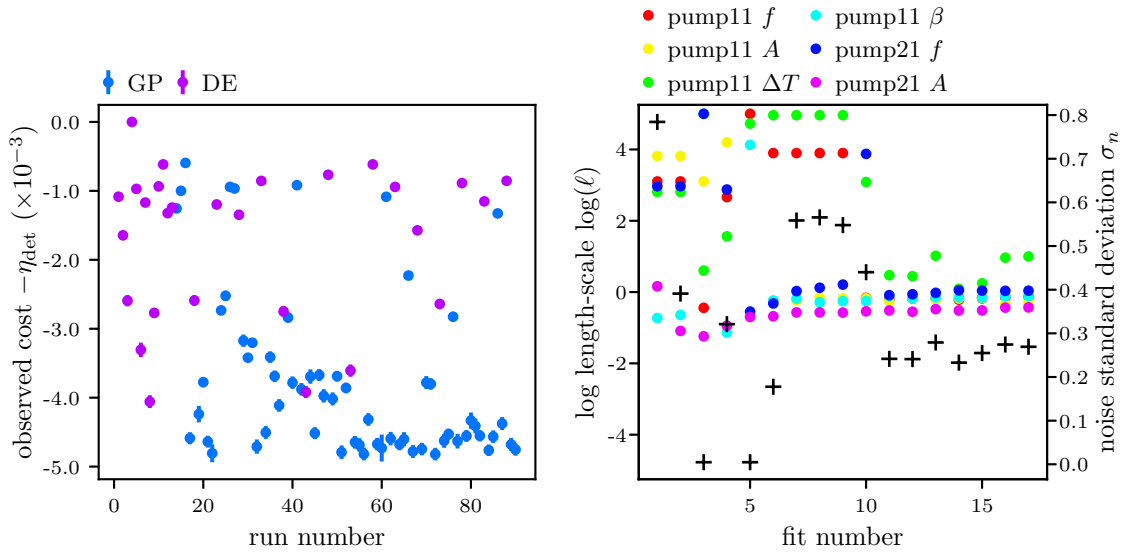 GP DE
0.0
-1.0
-2.0
-3.0
-4.0
-5.0
observed cost −η_det (×10⁻³)
0 20 40 60 80
run number
pump11 f pump11 β
pump11 A pump21 f
pump11 ΔT pump21 A
4
2
0
-2
-4
log length-scale log(ℓ)
0.8
0.7
0.6
0.5
0.4
0.3
0.2
0.1
0.0
noise standard deviation σ_n
5 10 15
fit number